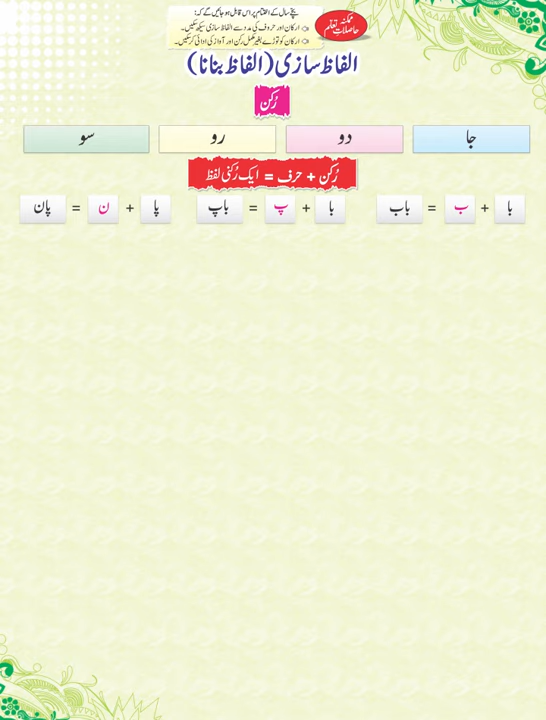 ممکنہ حاصلاتِ تعلم
بچے سال کے اختتام پر اس قابل ہو جائیں گے کہ:
ارکان اور حروف کی مدد سے الفاظ سازی سیکھ سکیں۔
ارکان کو توڑے بغیر مکمل رکن اور آواز کی ادائی کر سکیں۔
الفاظ سازی (الفاظ بنانا)
رُکن
جا دو رو سو
رُکن + حرف = ایک رُکنی لفظ
با + ب = باب با + پ = باپ پا + ن = پان